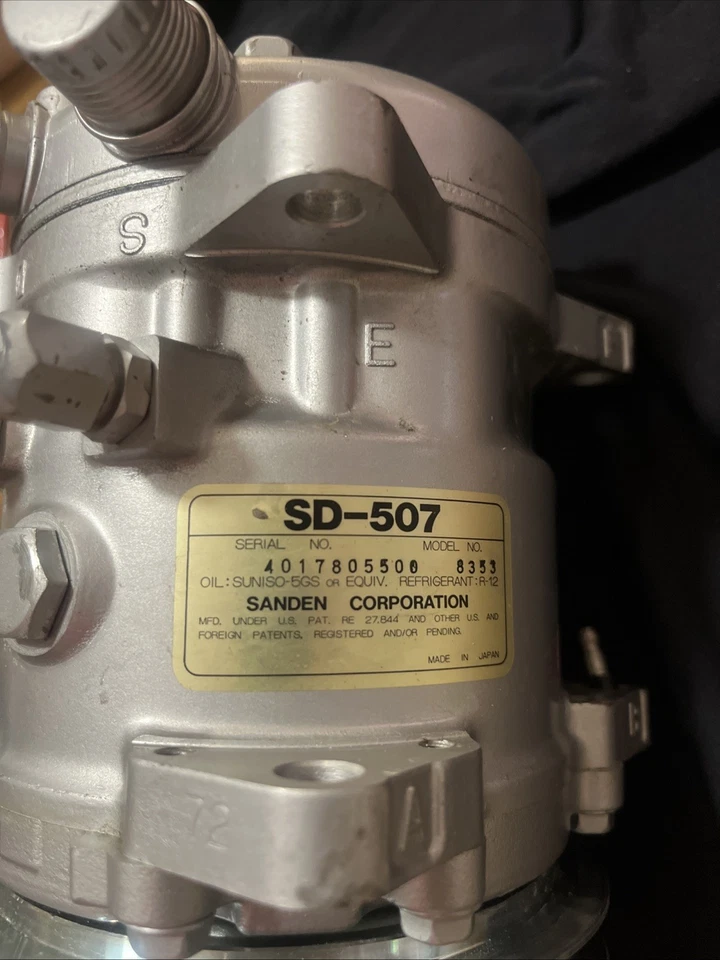 S
E
SD-507
SERIAL NO. MODEL NO.
4017805500 8353
OIL: SUNISO-5GS OR EQUIV. REFRIGERANT: R-12
SANDEN CORPORATION
MFD. UNDER U.S. PAT. RE 27.844 AND OTHER U.S. AND
FOREIGN PATENTS. REGISTERED AND/OR PENDING.
MADE IN JAPAN
72 A